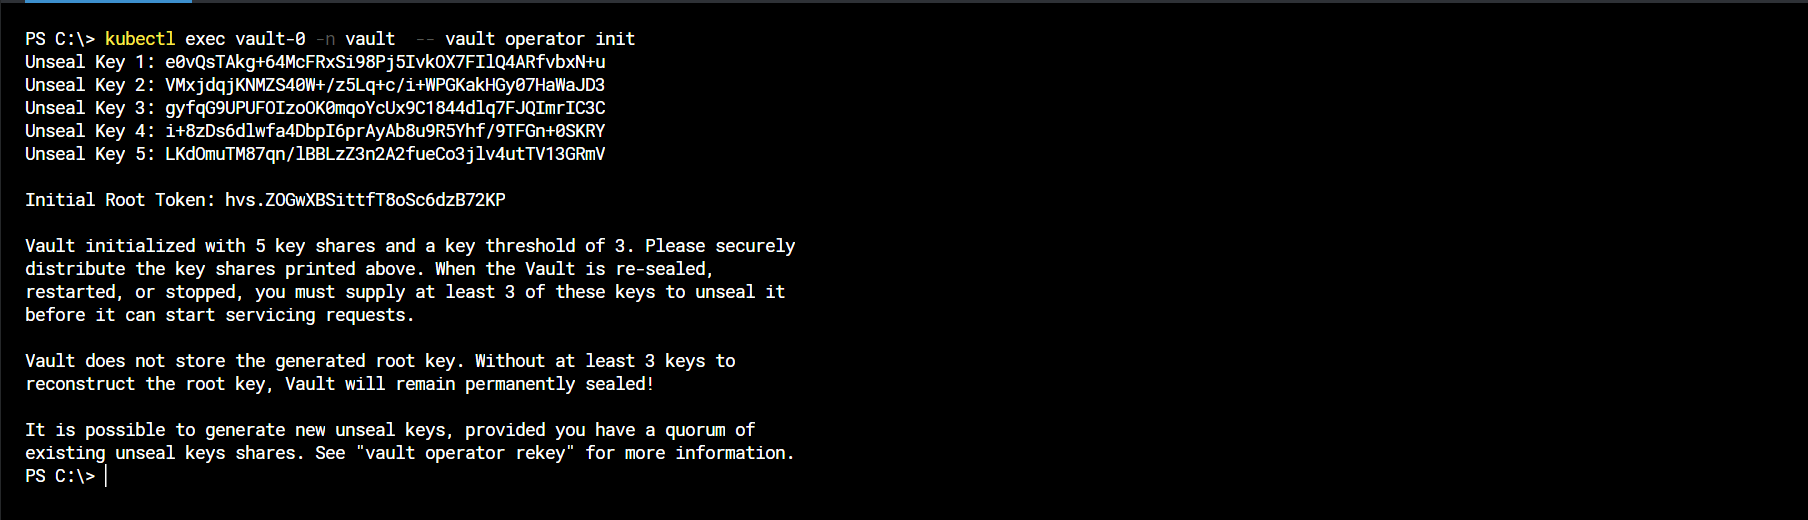 PS C:\> kubectl exec vault-0 -n vault  -- vault operator init
Unseal Key 1: e0vQsTAkg+64McFRxSi98Pj5IvkOX7FIlQ4ARfvbxN+u
Unseal Key 2: VMxjdqjKNMZS40W+/z5Lq+c/i+WPGKakHGy07HaWaJD3
Unseal Key 3: gyfqG9UPUFOIzoOK0mqoYcUx9C1844dlq7FJQImrIC3C
Unseal Key 4: i+8zDs6dlwfa4DbpI6prAyAb8u9R5Yhf/9TFGn+0SKRY
Unseal Key 5: LKdOmuTM87qn/lBBLzZ3n2A2fueCo3jlv4utTV13GRmV
Initial Root Token: hvs.ZOGwXBSittfT8oSc6dzB72KP
Vault initialized with 5 key shares and a key threshold of 3. Please securely
distribute the key shares printed above. When the Vault is re-sealed,
restarted, or stopped, you must supply at least 3 of these keys to unseal it
before it can start servicing requests.
Vault does not store the generated root key. Without at least 3 keys to
reconstruct the root key, Vault will remain permanently sealed!
It is possible to generate new unseal keys, provided you have a quorum of
existing unseal keys shares. See "vault operator rekey" for more information.
PS C:\>